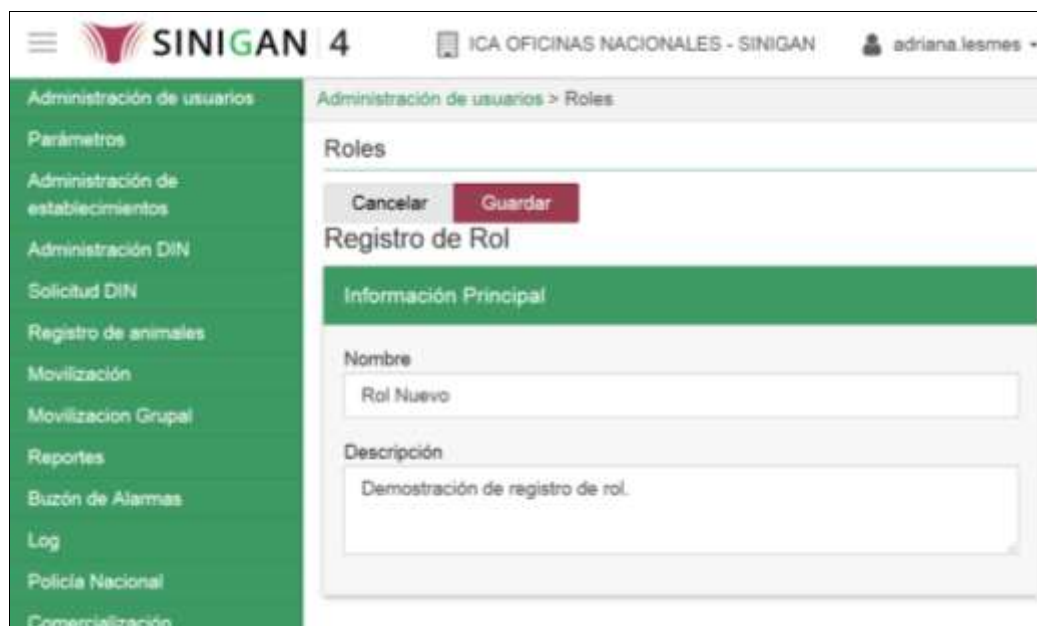 SINIGAN 4
ICA OFICINAS NACIONALES - SINIGAN
adriana.lesmes
Administración de usuarios
Parámetros
Administración de
establecimientos
Administración DIN
Solicitud DIN
Registro de animales
Movilización
Movilizacion Grupal
Reportes
Buzón de Alarmas
Log
Policía Nacional
Comercialización
Administración de usuarios > Roles
Roles
Cancelar
Guardar
Registro de Rol
Información Principal
Nombre
Rol Nuevo
Descripción
Demostración de registro de rol.